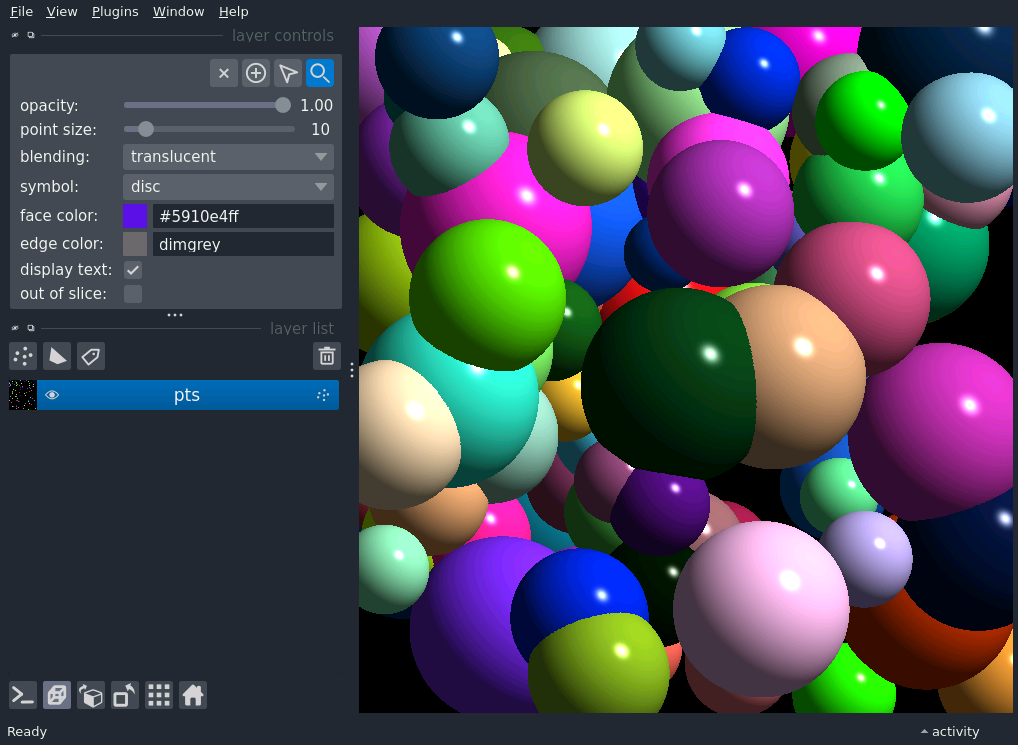 File View Plugins Window Help
layer controls
opacity: 1.00
point size: 10
blending: translucent
symbol: disc
face color: #5910e4ff
edge color: dimgrey
display text:
out of slice:
layer list
pts
Ready activity